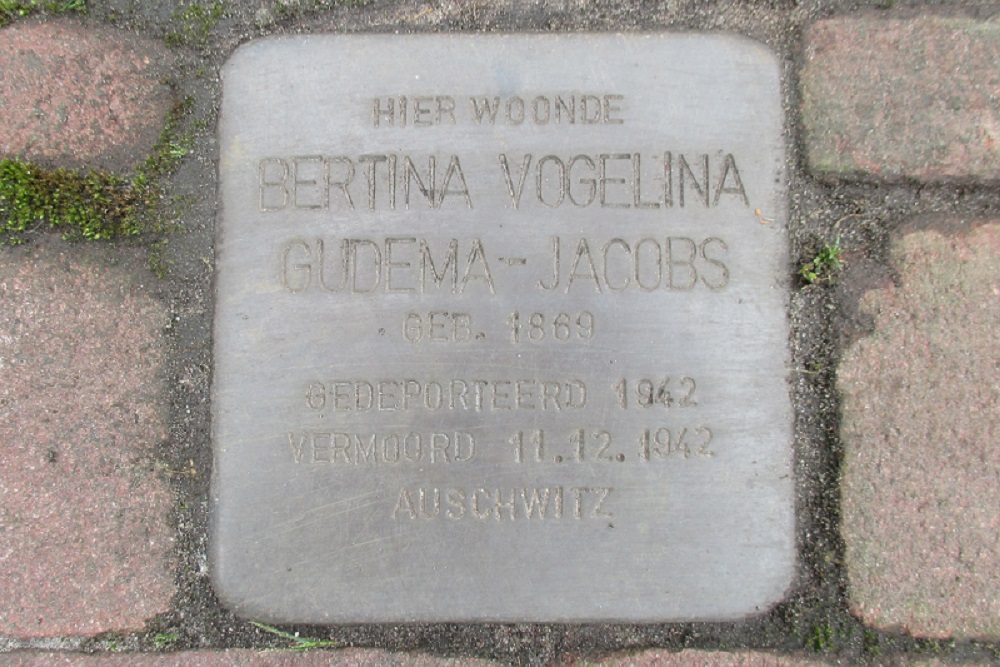 HIER WOONDE
BERTINA VOGELINA
GUDEMA-JACOBS
GEB. 1869
GEDEPORTEERD 1942
VERMOORD 11.12.1942
AUSCHWITZ